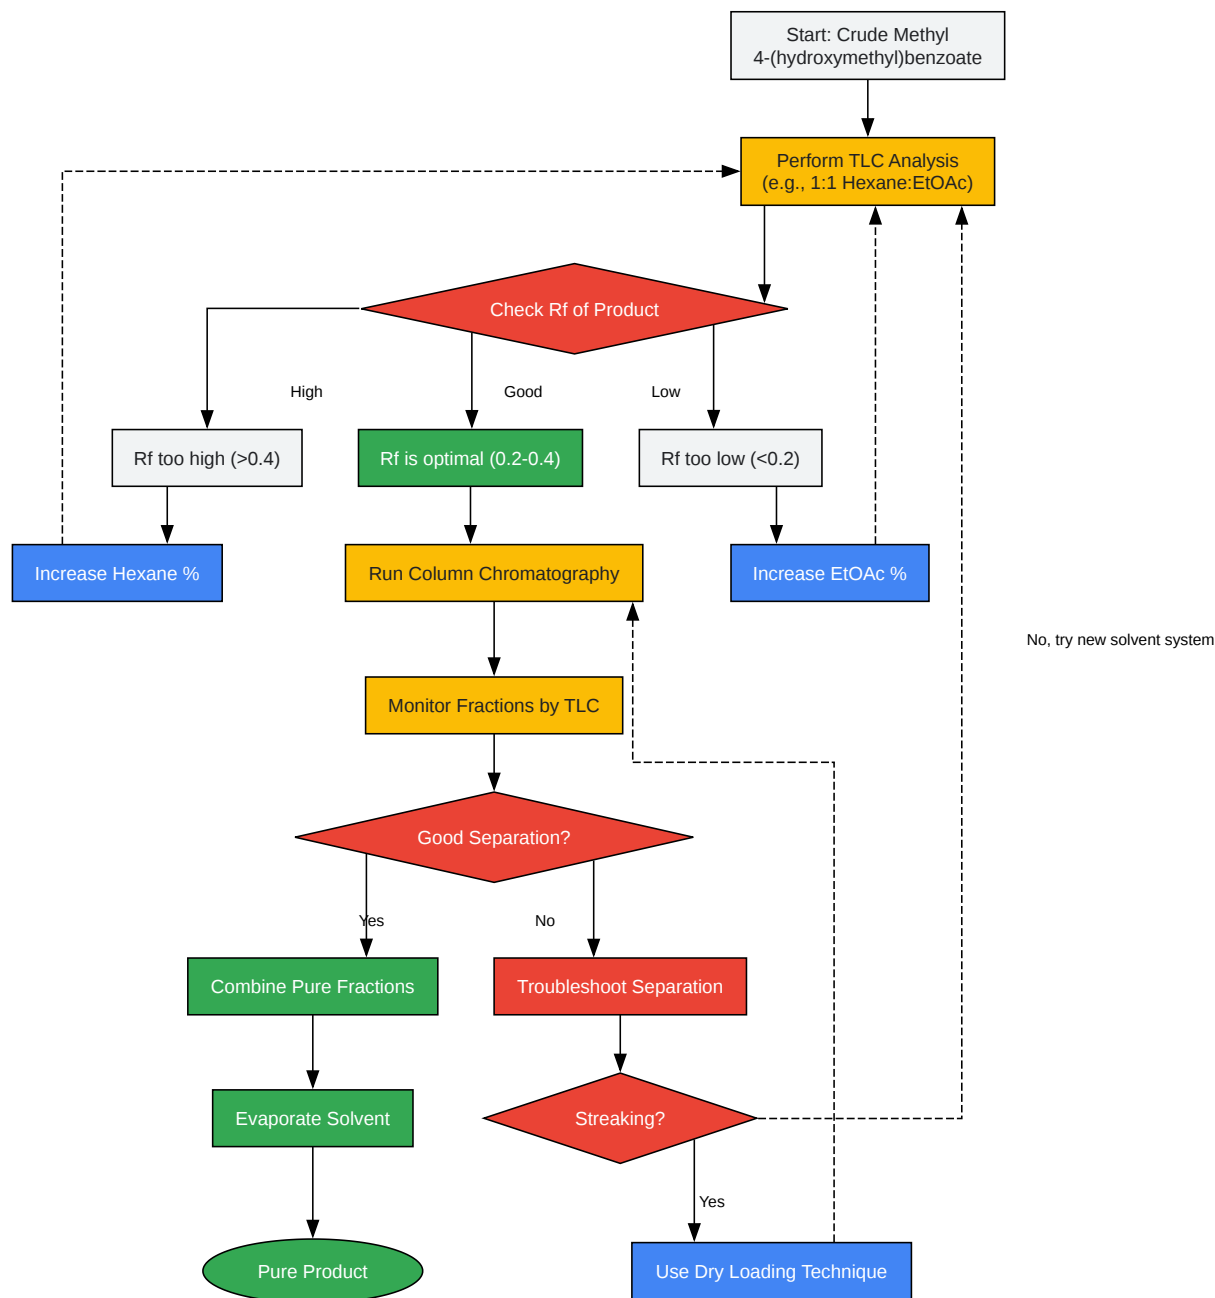 Start: Crude Methyl
4-(hydroxymethyl)benzoate
Perform TLC Analysis
(e.g., 1:1 Hexane:EtOAc)
Check Rf of Product
High
Good
Low
Rf too high (>0.4)
Rf is optimal (0.2-0.4)
Rf too low (<0.2)
Increase Hexane %
Run Column Chromatography
Increase EtOAc %
No, try new solvent system
Monitor Fractions by TLC
Good Separation?
Yes
No
Combine Pure Fractions
Troubleshoot Separation
Evaporate Solvent
Streaking?
Yes
Pure Product
Use Dry Loading Technique